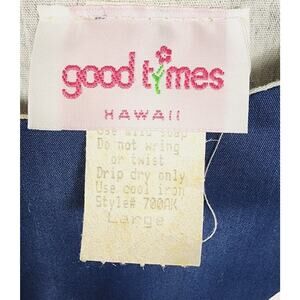 good times
HAWAII
Use mild soap
Do not wring
or twist
Drip dry only
Use cool iron
Style# 700AK
Large